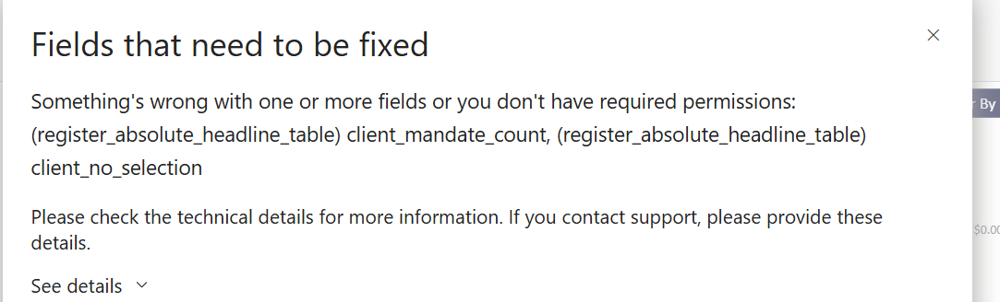 Fields that need to be fixed
Something's wrong with one or more fields or you don't have required permissions:
(register_absolute_headline_table) client_mandate_count, (register_absolute_headline_table)
client_no_selection
Please check the technical details for more information. If you contact support, please provide these
details.
See details
By
$0.00